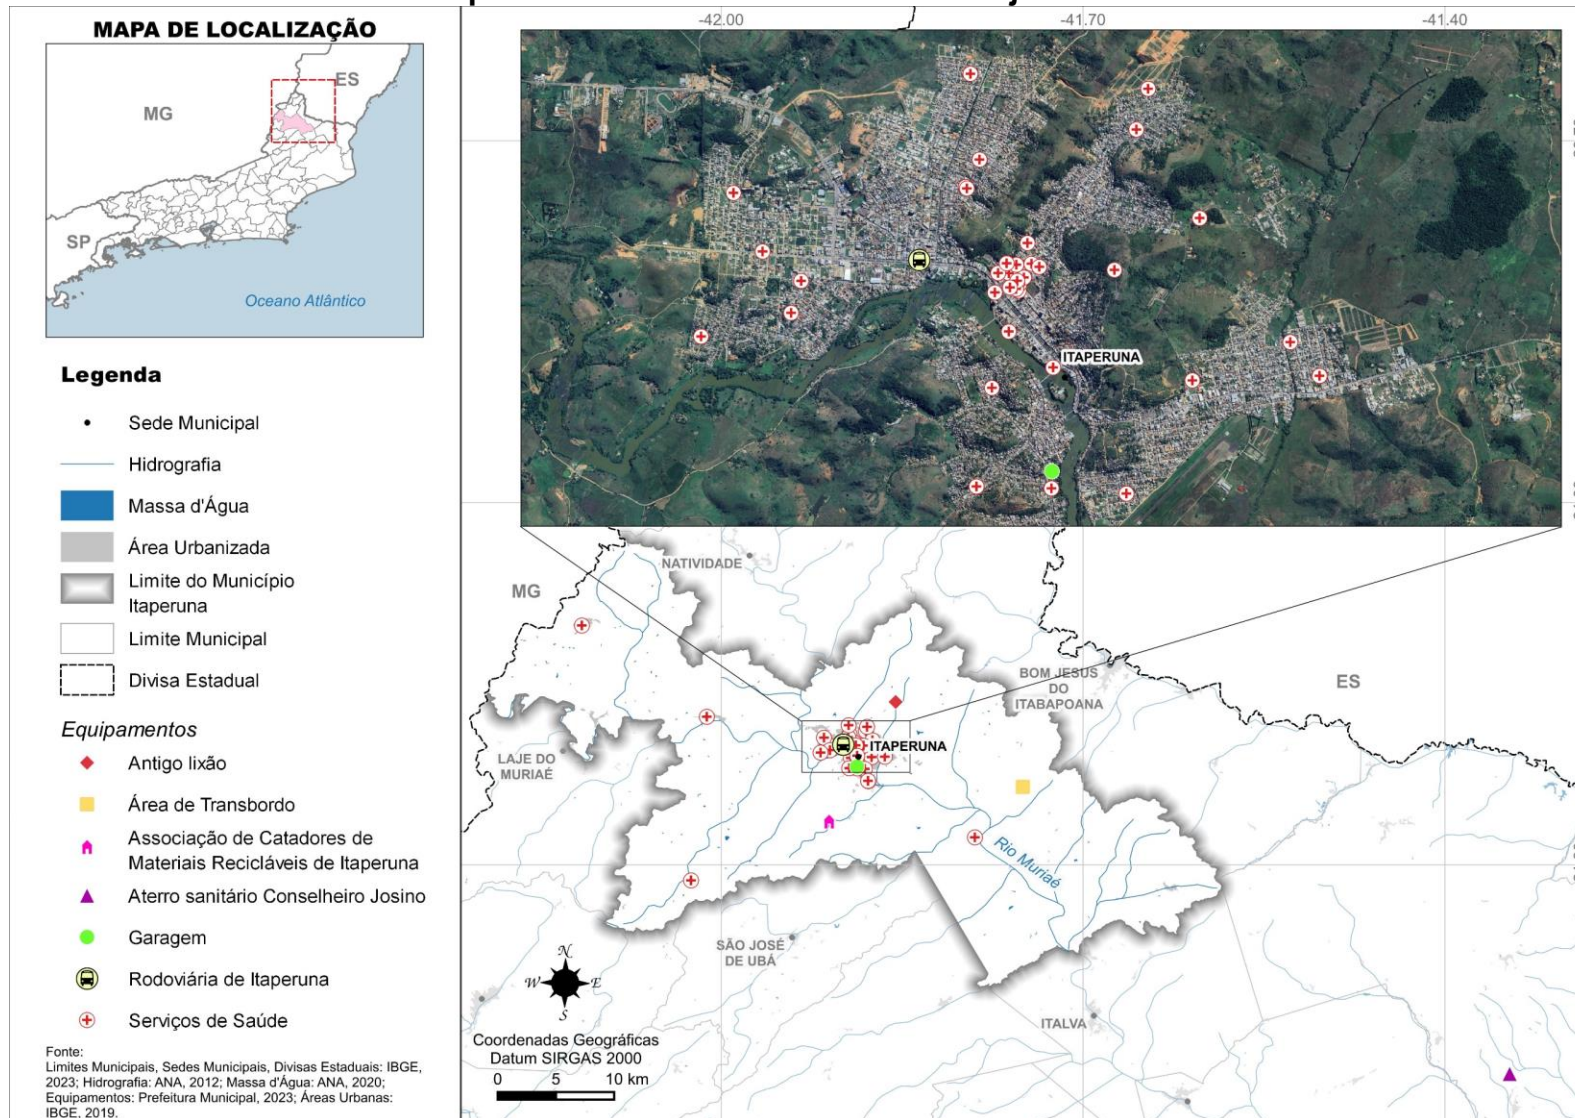 MAPA DE LOCALIZAÇÃO
MG
ES
SP
Oceano Atlântico
Legenda
Sede Municipal
Hidrografia
Massa d'Água
Área Urbanizada
Limite do Município
Itaperuna
Limite Municipal
Divisa Estadual
Equipamentos
Antigo lixão
Área de Transbordo
Associação de Catadores de
Materiais Recicláveis de Itaperuna
Aterro sanitário Conselheiro Josino
Garagem
Rodoviária de Itaperuna
Serviços de Saúde
Fonte:
Limites Municipais, Sedes Municipais, Divisas Estaduais: IBGE,
2023; Hidrografia: ANA, 2012; Massa d'Água: ANA, 2020;
Equipamentos: Prefeitura Municipal, 2023; Áreas Urbanas:
IBGE, 2019.
-42.00
-41.70
-41.40
ITAPERUNA
NATIVIDADE
MG
BOM JESUS
DO
ITABAPOANA
ES
LAJE DO
MURIAÉ
ITAPERUNA
Rio Muriaé
SÃO JOSÉ
DE UBÁ
ITALVA
N
W
E
S
Coordenadas Geográficas
Datum SIRGAS 2000
0 5 10 km